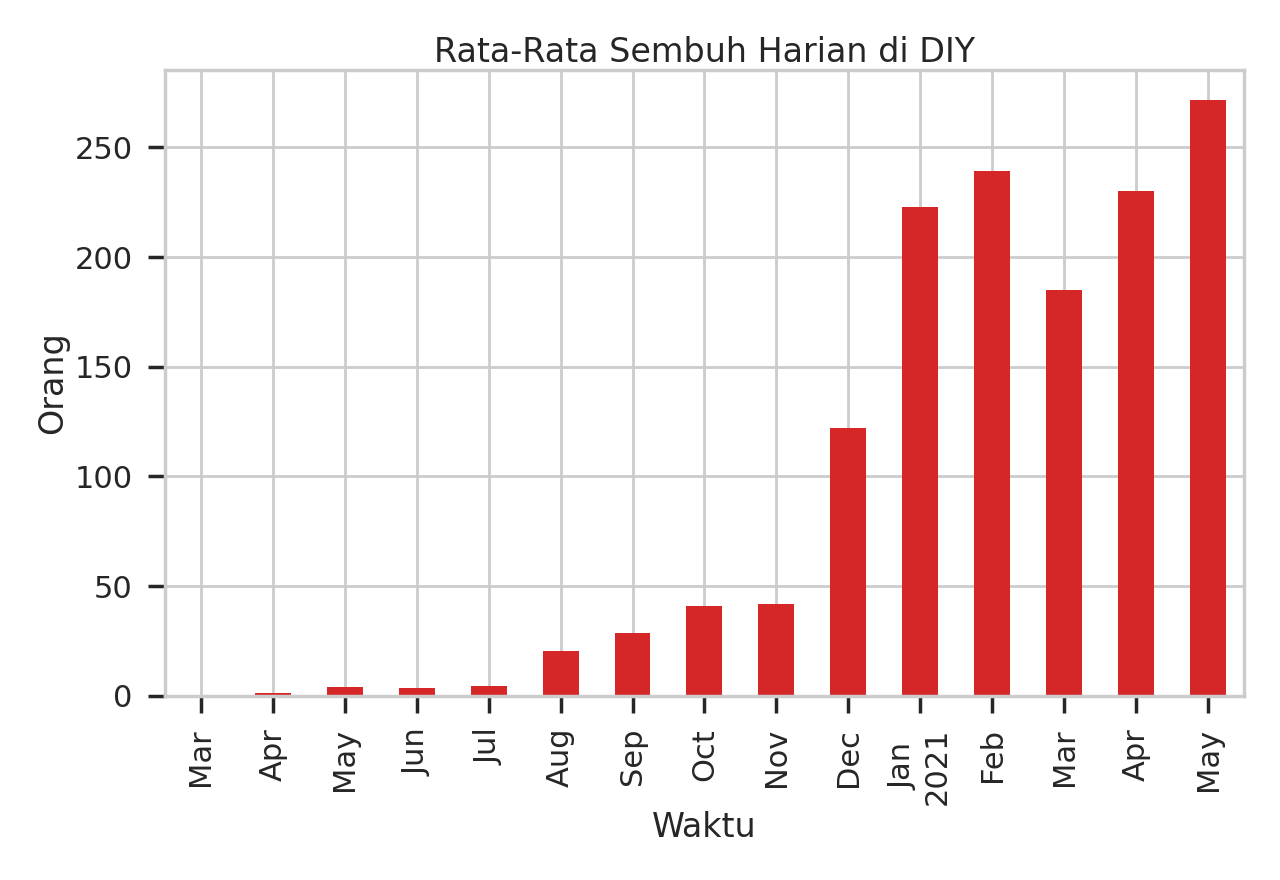 Rata-Rata Sembuh Harian di DIY
Orang
250
200
150
100
50
0
Mar
Apr
May
Jun
Jul
Aug
Sep
Oct
Nov
Dec
Jan
2021
Feb
Mar
Apr
May
Waktu